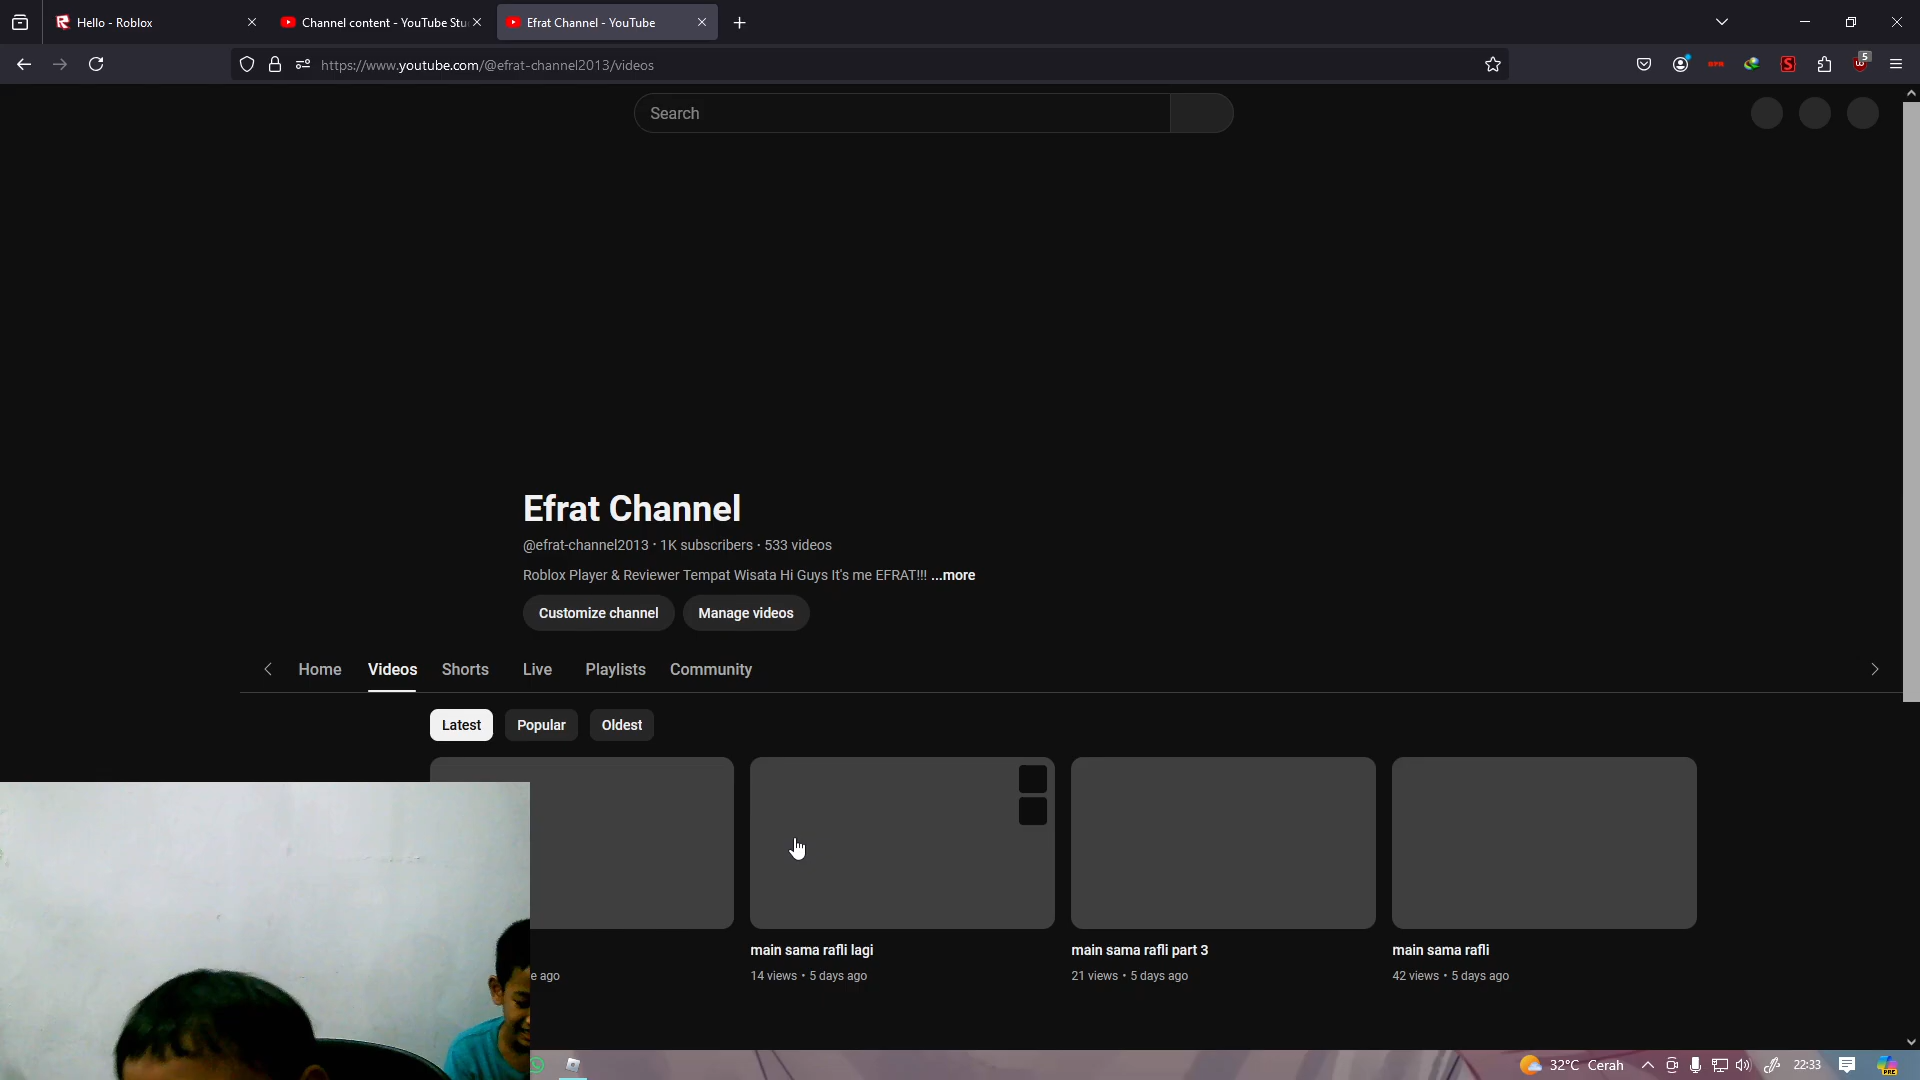 Hello - Roblox
Channel content - YouTube Stu
Efrat Channel - YouTube
https://www.youtube.com/@efrat-channel2013/videos
5
Search
Efrat Channel
@efrat-channel2013 · 1K subscribers · 533 videos
Roblox Player & Reviewer Tempat Wisata Hi Guys It's me EFRAT!!! ...more
Customize channel Manage videos
Home Videos Shorts Live Playlists Community
Latest Popular Oldest
main sama rafli lagi
14 views • 5 days ago
main sama rafli part 3
21 views • 5 days ago
main sama rafli
42 views • 5 days ago
e ago
32°C Cerah
22:33
PRE